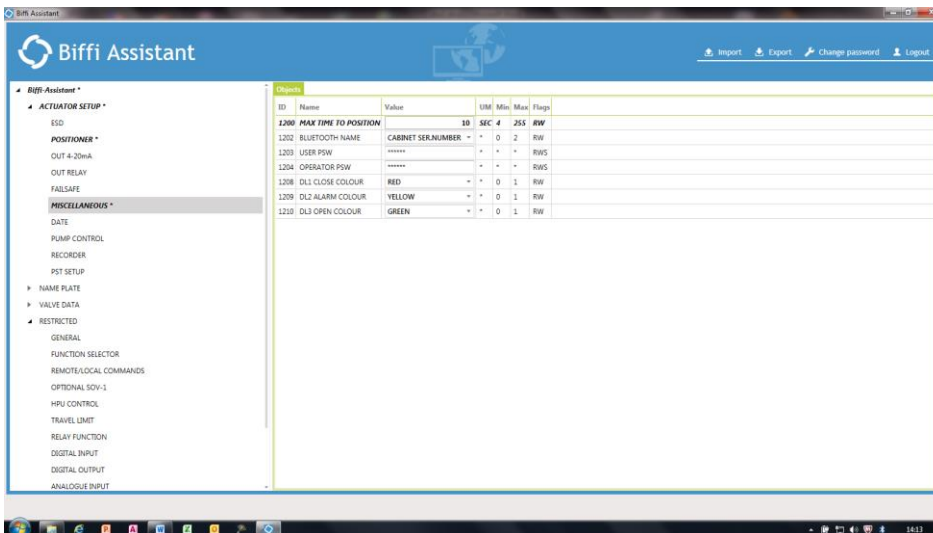 Biffi Assistant
Biffi Assistant
Import Export Change password Logout
Biffi-Assistant *
ACTUATOR SETUP *
ESD
POSITIONER *
OUT 4-20mA
OUT RELAY
FAILSAFE
MISCELLANEOUS *
DATE
PUMP CONTROL
RECORDER
PST SETUP
NAME PLATE
VALVE DATA
RESTRICTED
GENERAL
FUNCTION SELECTOR
REMOTE/LOCAL COMMANDS
OPTIONAL SOV-1
HPU CONTROL
TRAVEL LIMIT
RELAY FUNCTION
DIGITAL INPUT
DIGITAL OUTPUT
ANALOGUE INPUT
Objects
ID Name Value UM Min Max Flags
1200 MAX TIME TO POSITION 10 SEC 4 255 RW
1202 BLUETOOTH NAME CABINET SER.NUMBER * 0 2 RW
1203 USER PSW ****** * * * RWS
1204 OPERATOR PSW ****** * * * RWS
1208 DL1 CLOSE COLOUR RED * 0 1 RW
1209 DL2 ALARM COLOUR YELLOW * 0 1 RW
1210 DL3 OPEN COLOUR GREEN * 0 1 RW
14:13